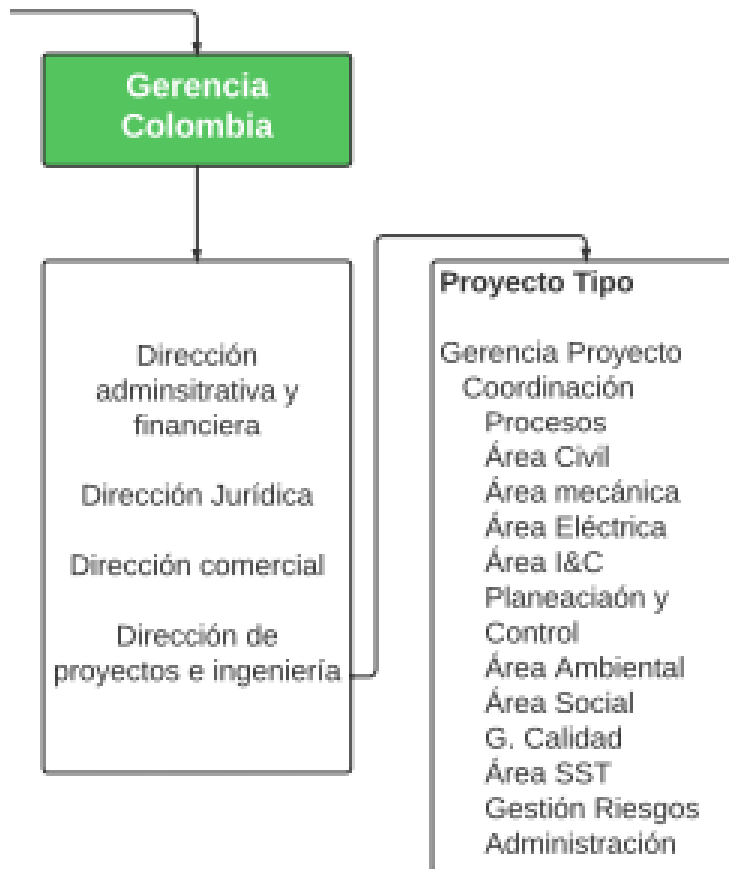 Gerencia
Colombia
Dirección
adminsitrativa y
financiera
Dirección Jurídica
Dirección comercial
Dirección de
proyectos e ingeniería
Proyecto Tipo
Gerencia Proyecto
Coordinación
Procesos
Área Civil
Área mecánica
Área Eléctrica
Área I&C
Planeaciaón y
Control
Área Ambiental
Área Social
G. Calidad
Área SST
Gestión Riesgos
Administración